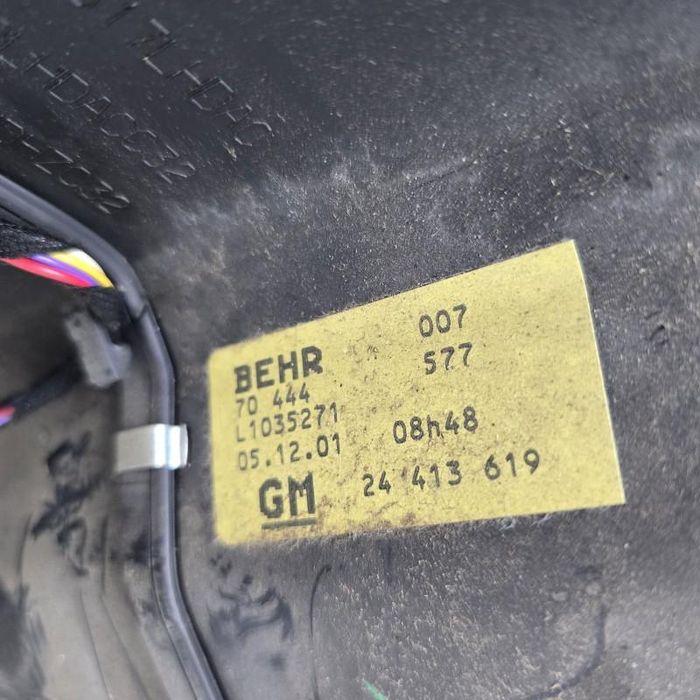 BEHR 007
70 444 577
L1035271
05.12.01 08h48
GM 24 413 619